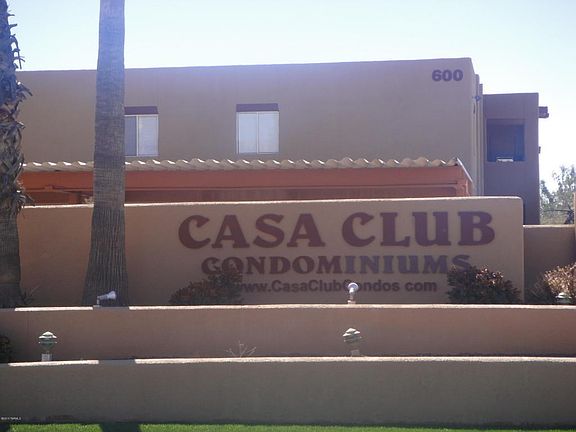 600
CASA CLUB
CONDOMINIUMS
www.CasaClubCondos com